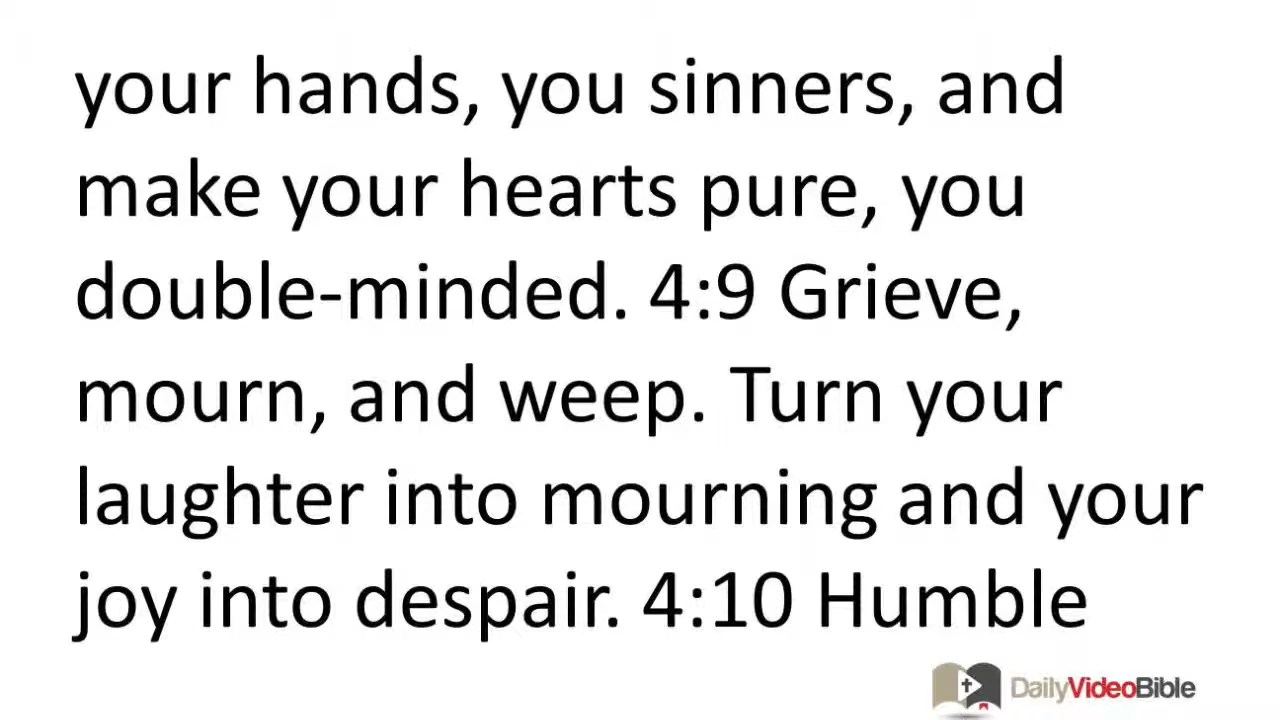 your hands, you sinners, and
make your hearts pure, you
double-minded. 4:9 Grieve,
mourn, and weep. Turn your
laughter into mourning and your
joy into despair. 4:10 Humble
DailyVideoBible